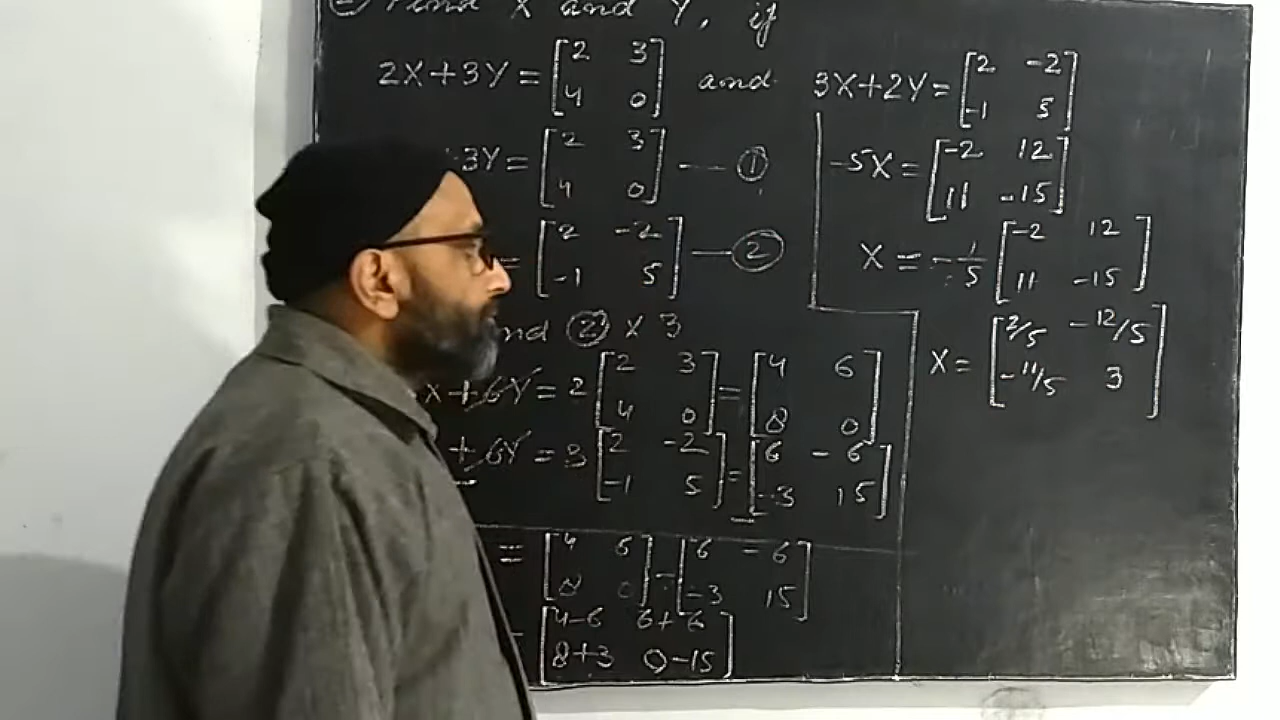 Find X and Y, if
2X+3Y = [2 3
4 0] and 3X+2Y = [2 -2
-1 5]
3Y = [2 3
4 0] --- ①
= [2 -2
-1 5] — ②
② × 3
X + 6Y = 2 [2 3
4 0] = [4 6
8 0]
+ 6Y = 3 [2 -2
-1 5] = [6 -6
-3 15]
= [4 6
8 0] - [6 -6
-3 15]
[4-6 6+6
8+3 0-15]
-5X = [-2 12
11 -15]
X = -1/5 [-2 12
11 -15]
X = [2/5 -12/5
-11/5 3]